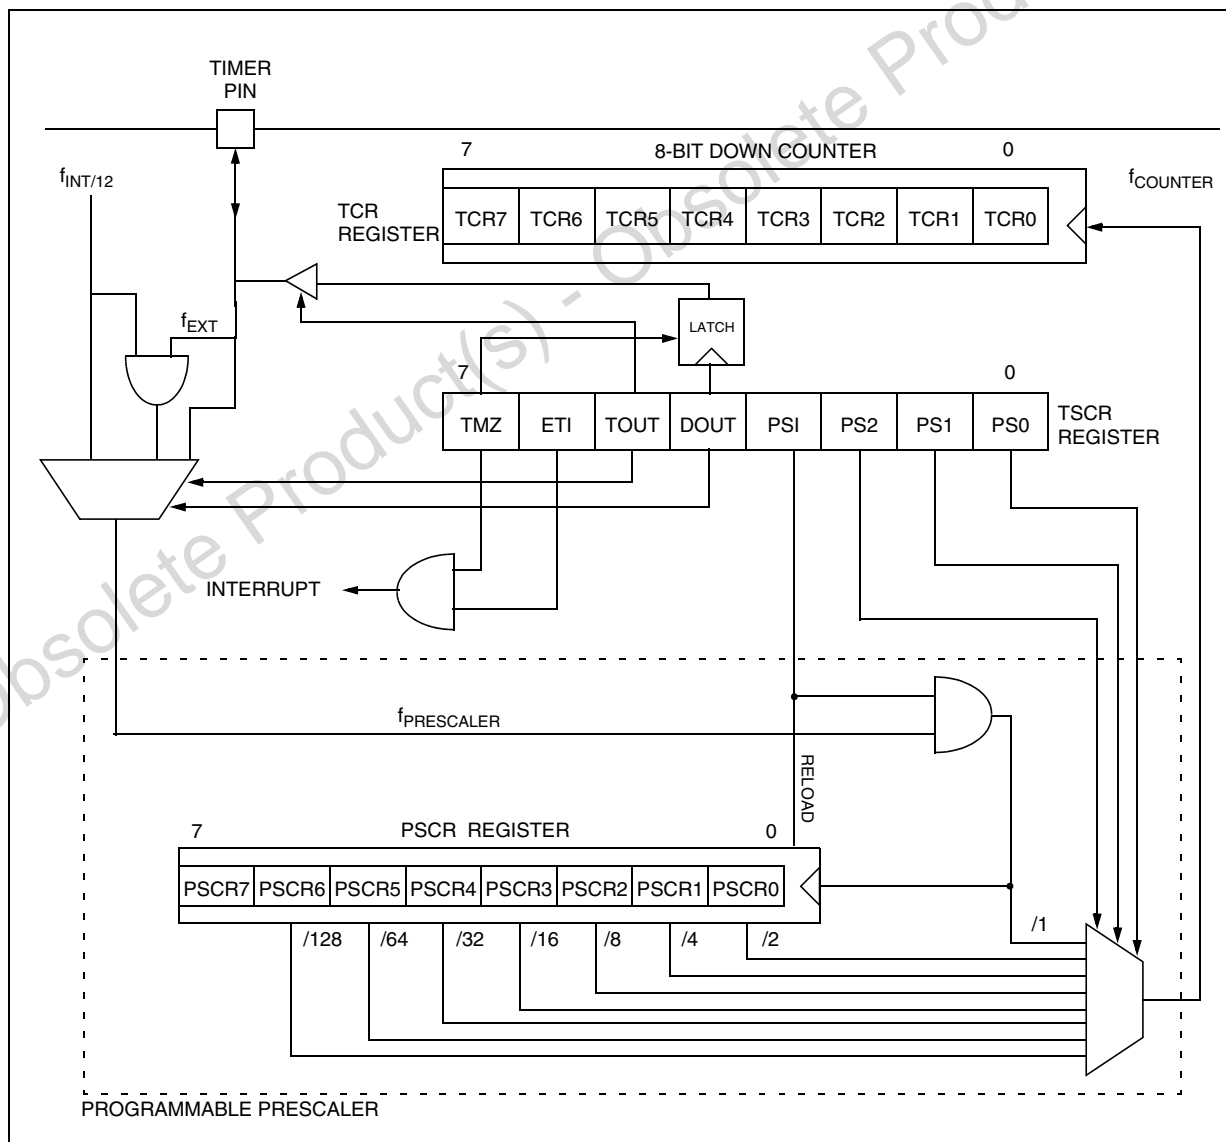 Obsolete Product(s) - Obsolete Prod
TIMER
PIN
7 8-BIT DOWN COUNTER 0
fINT/12
fCOUNTER
TCR
REGISTER
TCR7 TCR6 TCR5 TCR4 TCR3 TCR2 TCR1 TCR0
fEXT
LATCH
7 0
TMZ ETI TOUT DOUT PSI PS2 PS1 PS0
TSCR
REGISTER
INTERRUPT
fPRESCALER
RELOAD
7 PSCR REGISTER 0
PSCR7 PSCR6 PSCR5 PSCR4 PSCR3 PSCR2 PSCR1 PSCR0
/128 /64 /32 /16 /8 /4 /2 /1
PROGRAMMABLE PRESCALER